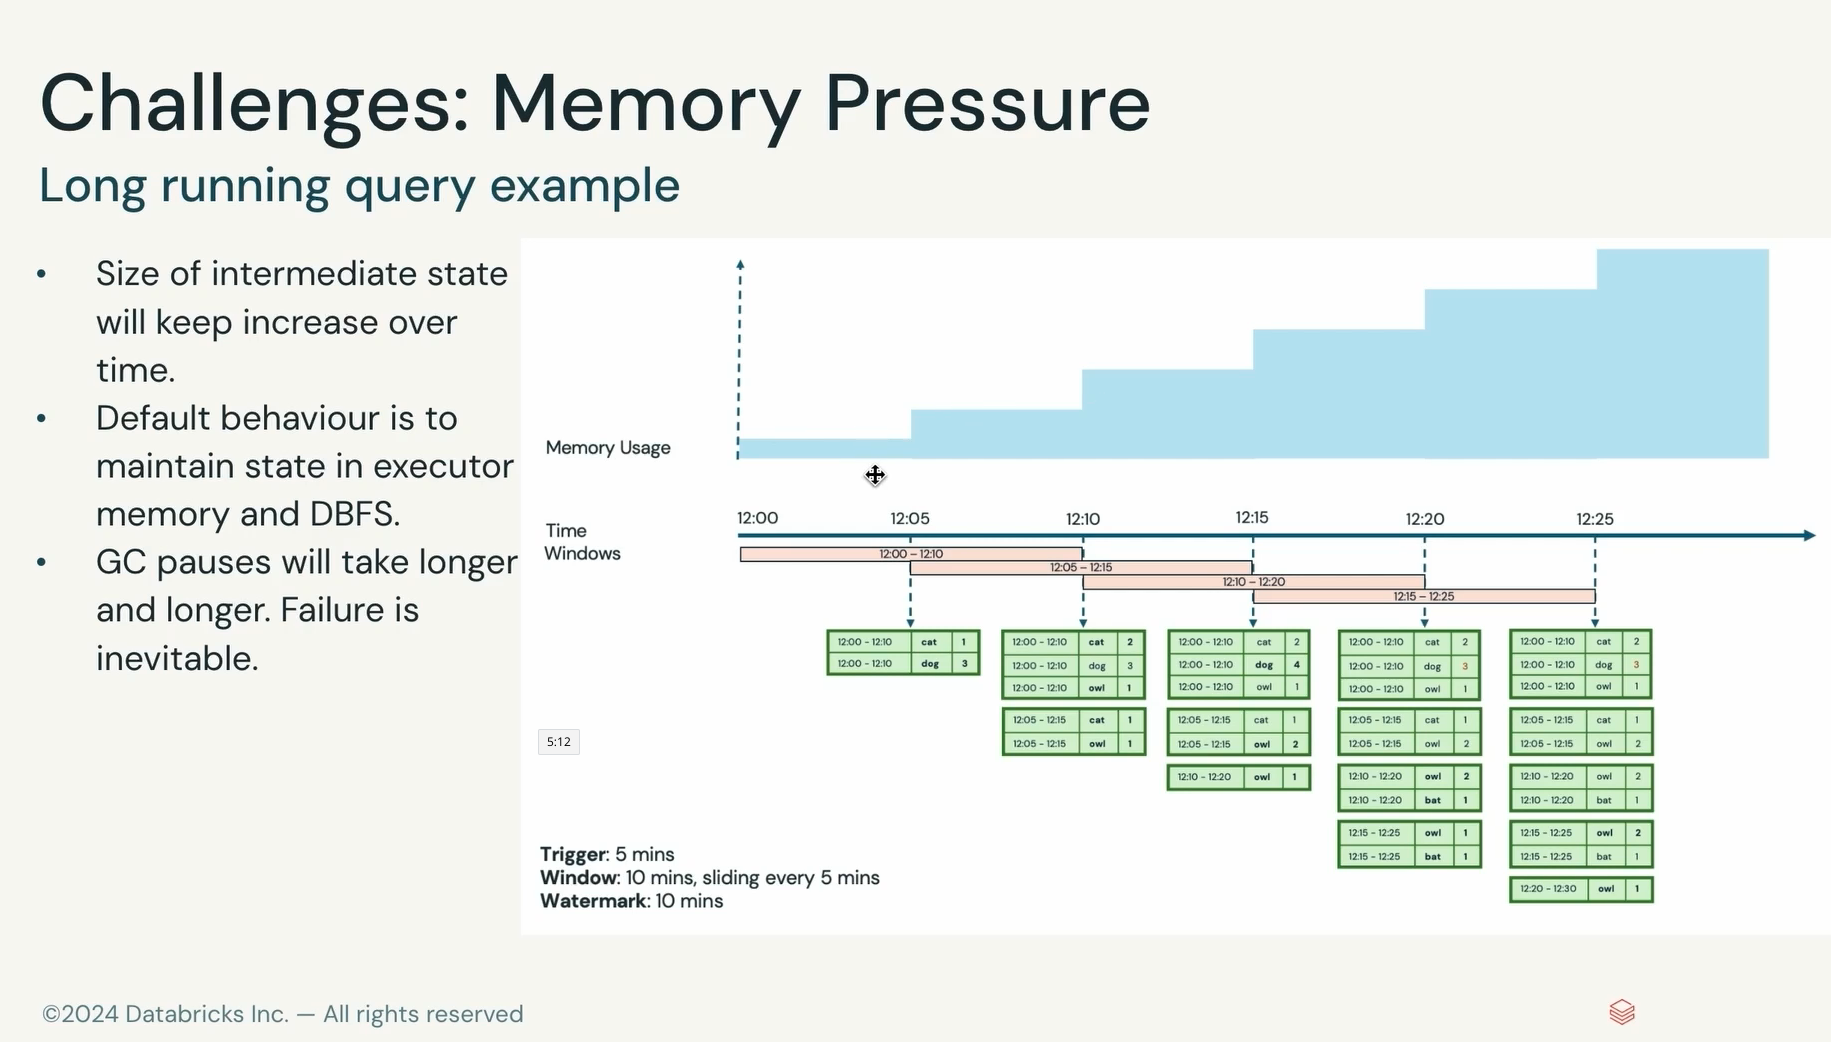 Challenges: Memory Pressure
Long running query example
• Size of intermediate state
will keep increase over
time.
• Default behaviour is to
maintain state in executor
memory and DBFS.
• GC pauses will take longer
and longer. Failure is
inevitable.
Memory Usage
12:00 12:05 12:10 12:15 12:20 12:25
Time
Windows
12:00 – 12:10
12:05 – 12:15
12:10 – 12:20
12:15 – 12:25
12:00 - 12:10 cat 1
12:00 - 12:10 dog 3
12:00 - 12:10 cat 2
12:00 - 12:10 dog 3
12:00 - 12:10 owl 1
12:05 - 12:15 cat 1
12:05 - 12:15 owl 1
12:00 - 12:10 cat 2
12:00 - 12:10 dog 4
12:00 - 12:10 owl 1
12:05 - 12:15 cat 1
12:05 - 12:15 owl 2
12:10 - 12:20 owl 1
12:00 - 12:10 cat 2
12:00 - 12:10 dog 3
12:00 - 12:10 owl 1
12:05 - 12:15 cat 1
12:05 - 12:15 owl 2
12:10 - 12:20 owl 2
12:10 - 12:20 bat 1
12:15 - 12:25 owl 1
12:15 - 12:25 bat 1
12:00 - 12:10 cat 2
12:00 - 12:10 dog 3
12:00 - 12:10 owl 1
12:05 - 12:15 cat 1
12:05 - 12:15 owl 2
12:10 - 12:20 owl 2
12:10 - 12:20 bat 1
12:15 - 12:25 owl 2
12:15 - 12:25 bat 1
12:20 - 12:30 owl 1
5:12
Trigger: 5 mins
Window: 10 mins, sliding every 5 mins
Watermark: 10 mins
©2024 Databricks Inc. — All rights reserved